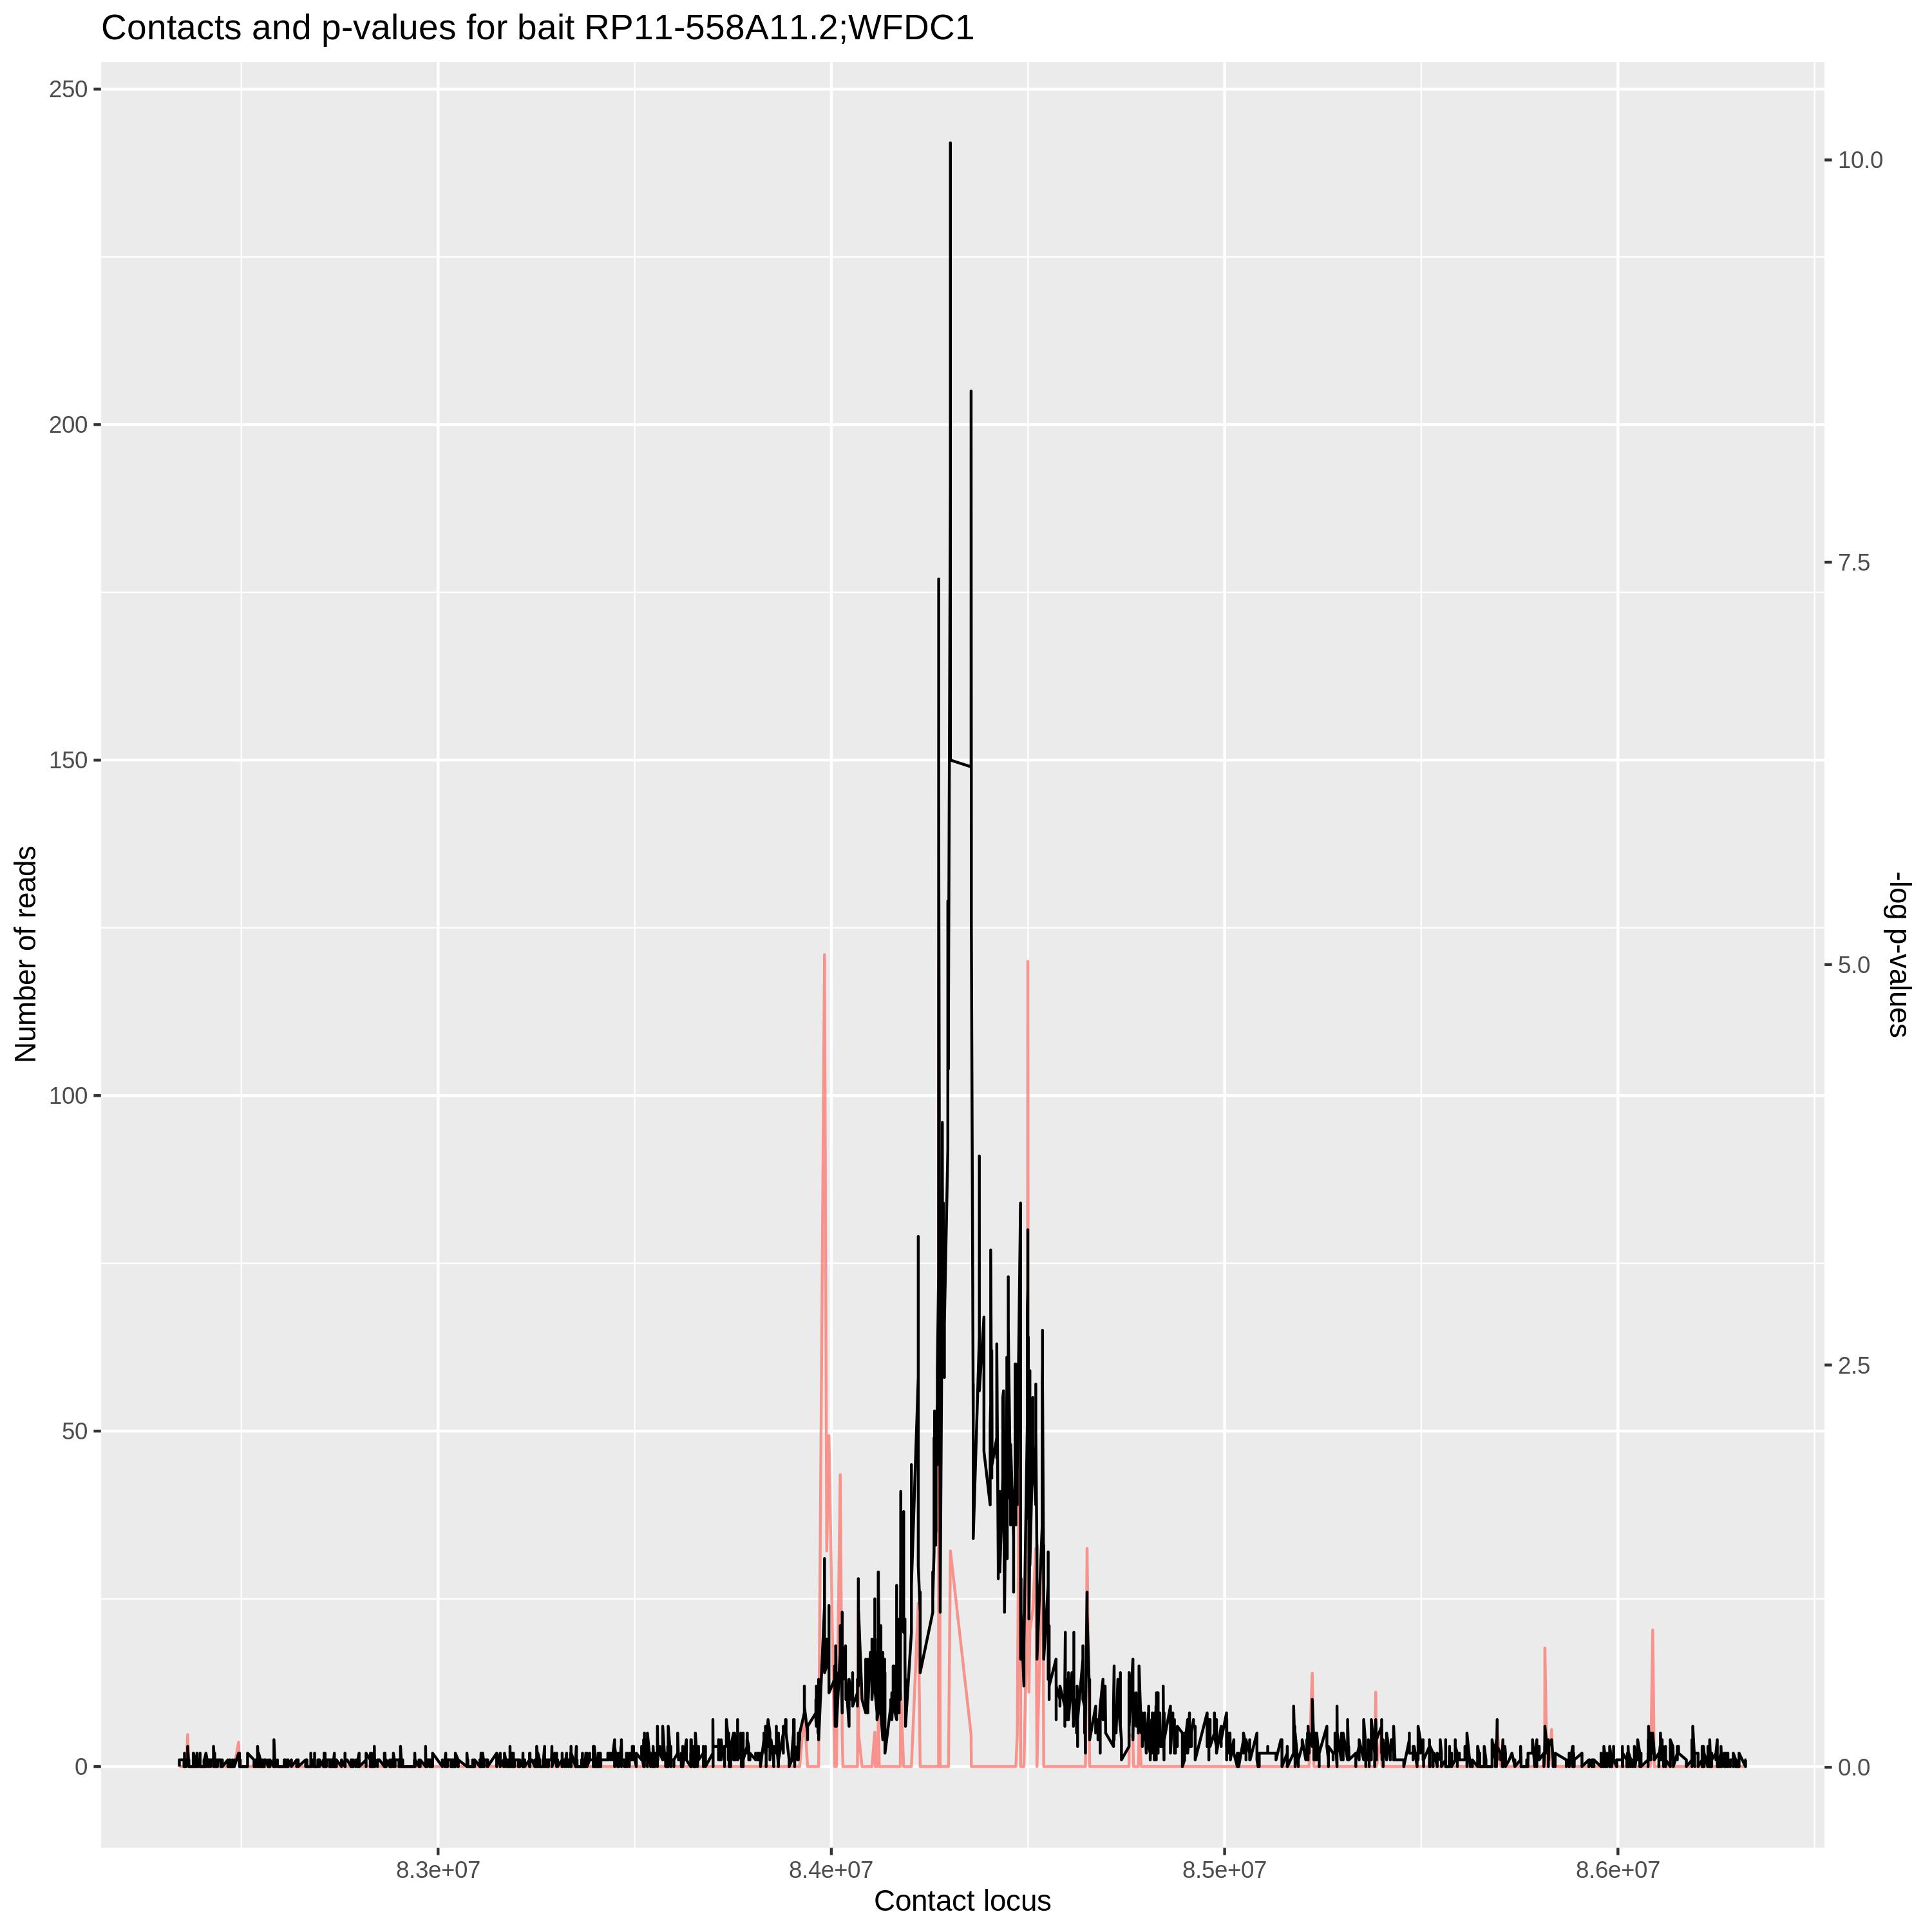 Contacts and p-values for bait RP11-558A11.2;WFDC1
250
200
150
100
50
0
Number of reads
10.0
7.5
5.0
2.5
0.0
-log p-values
8.3e+07
8.4e+07
8.5e+07
8.6e+07
Contact locus